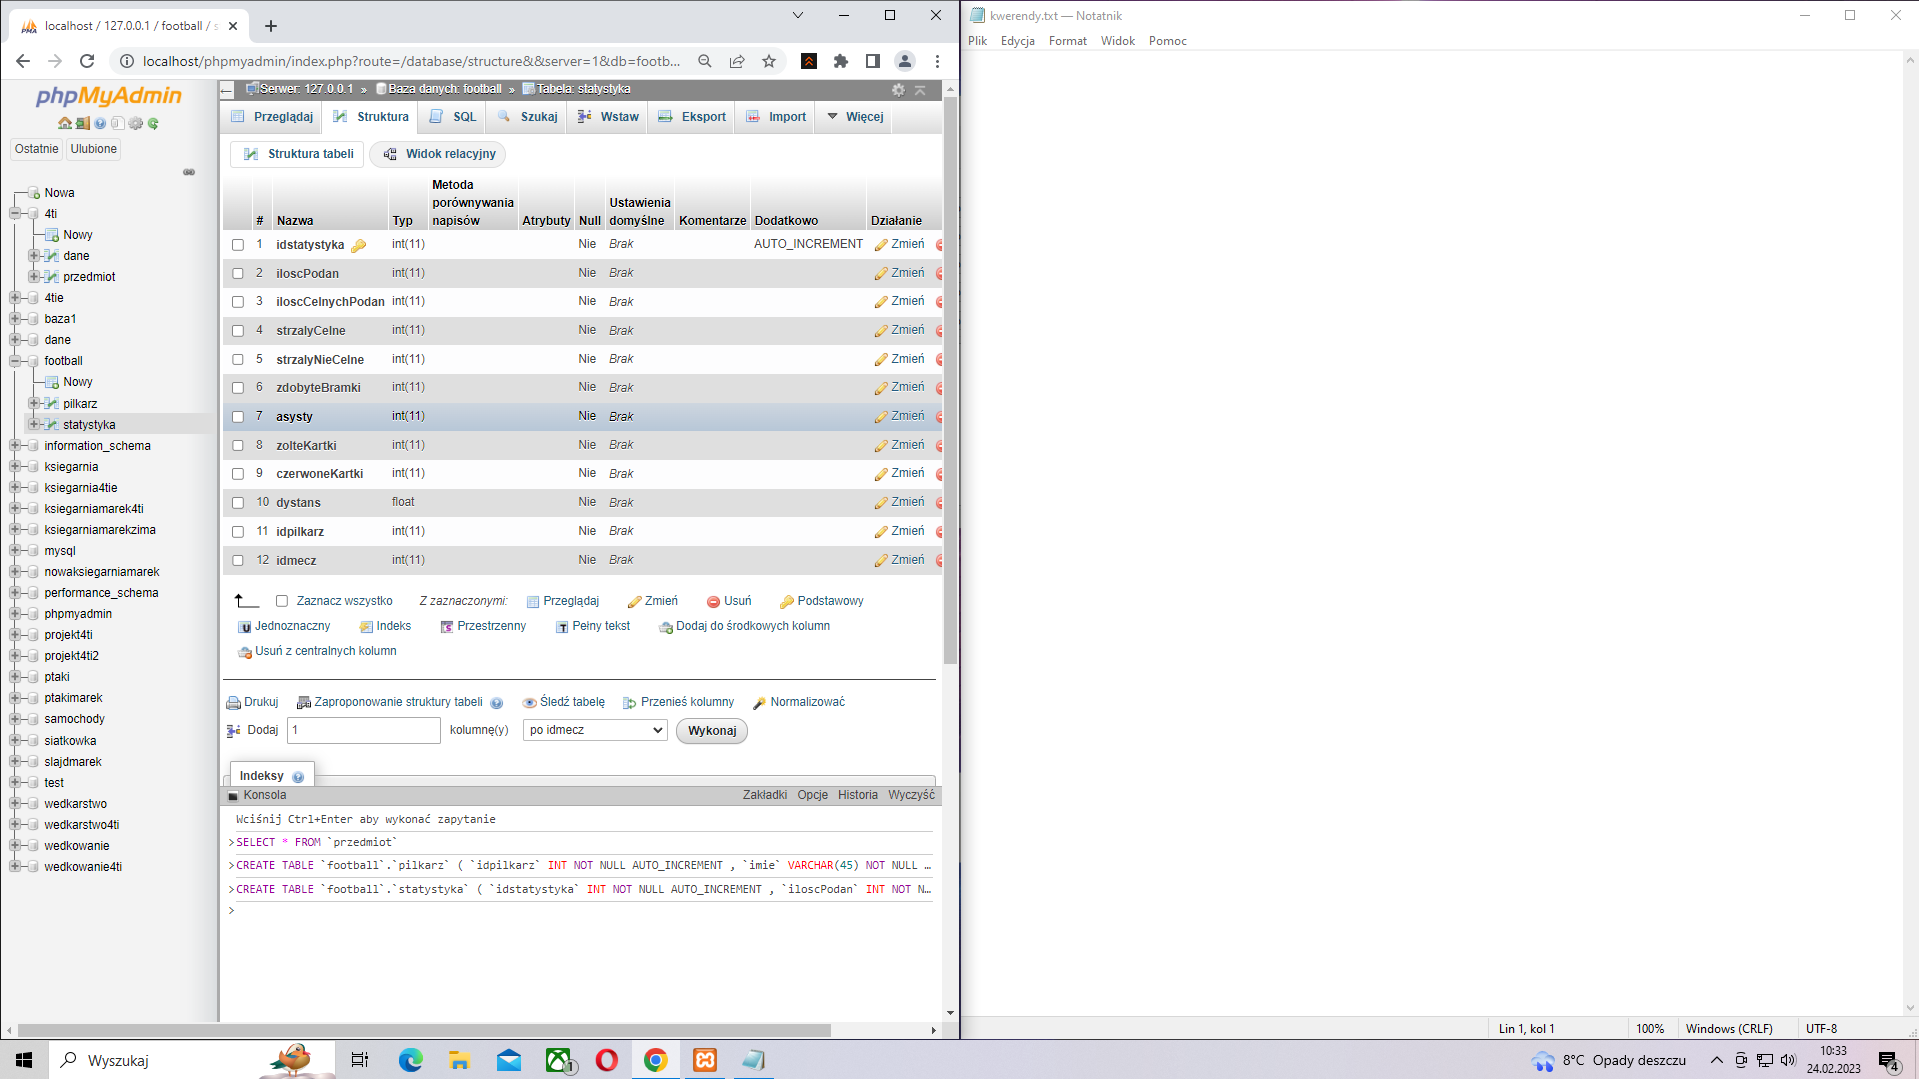 localhost / 127.0.0.1 / football / s
localhost/phpmyadmin/index.php?route=/database/structure&&server=1&db=footb...
phpMyAdmin
Ostatnie Ulubione
Nowa
4ti
Nowy
dane
przedmiot
4tie
baza1
dane
football
Nowy
pilkarz
statystyka
information_schema
ksiegarnia
ksiegarnia4tie
ksiegarniamarek4ti
ksiegarniamarekzima
mysql
nowaksiegarniamarek
performance_schema
phpmyadmin
projekt4ti
projekt4ti2
ptaki
ptakimarek
samochody
siatkowka
slajdmarek
test
wedkarstwo
wedkarstwo4ti
wedkowanie
wedkowanie4ti
Serwer: 127.0.0.1 » Baza danych: football » Tabela: statystyka
Przeglądaj Struktura SQL Szukaj Wstaw Eksport Import Więcej
Struktura tabeli Widok relacyjny
# Nazwa Typ Metoda porównywania napisów Atrybuty Null Ustawienia domyślne Komentarze Dodatkowo Działanie
1 idstatystyka int(11) Nie Brak AUTO_INCREMENT Zmień
2 iloscPodan int(11) Nie Brak Zmień
3 iloscCelnychPodan int(11) Nie Brak Zmień
4 strzalyCelne int(11) Nie Brak Zmień
5 strzalyNieCelne int(11) Nie Brak Zmień
6 zdobyteBramki int(11) Nie Brak Zmień
7 asysty int(11) Nie Brak Zmień
8 zolteKartki int(11) Nie Brak Zmień
9 czerwoneKartki int(11) Nie Brak Zmień
10 dystans float Nie Brak Zmień
11 idpilkarz int(11) Nie Brak Zmień
12 idmecz int(11) Nie Brak Zmień
Zaznacz wszystko Z zaznaczonymi: Przeglądaj Zmień Usuń Podstawowy
Jednoznaczny Indeks Przestrzenny Pełny tekst Dodaj do środkowych kolumn
Usuń z centralnych kolumn
Drukuj Zaproponowanie struktury tabeli Śledź tabelę Przenieś kolumny Normalizować
Dodaj 1 kolumnę(y) po idmecz Wykonaj
Indeksy
Konsola Zakładki Opcje Historia Wyczyść
Wciśnij Ctrl+Enter aby wykonać zapytanie
>SELECT * FROM `przedmiot`
>CREATE TABLE `football`.`pilkarz` ( `idpilkarz` INT NOT NULL AUTO_INCREMENT , `imie` VARCHAR(45) NOT NULL …
>CREATE TABLE `football`.`statystyka` ( `idstatystyka` INT NOT NULL AUTO_INCREMENT , `iloscPodan` INT NOT N…
>
kwerendy.txt — Notatnik
Plik Edycja Format Widok Pomoc
Lin 1, kol 1 100% Windows (CRLF) UTF-8
Wyszukaj
1
8°C Opady deszczu
10:33
24.02.2023
4